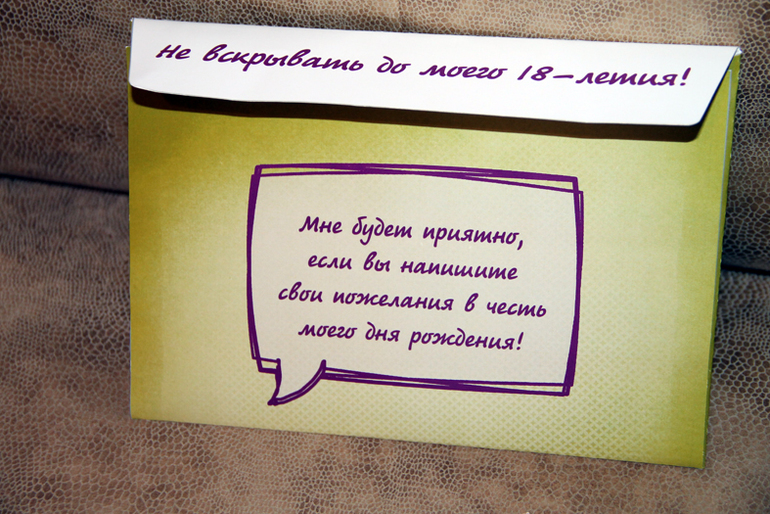 не вскрывать до моего 18-летия!
Мне будет приятно,
если вы напишите
свои пожелания в честь
моего дня рождения!